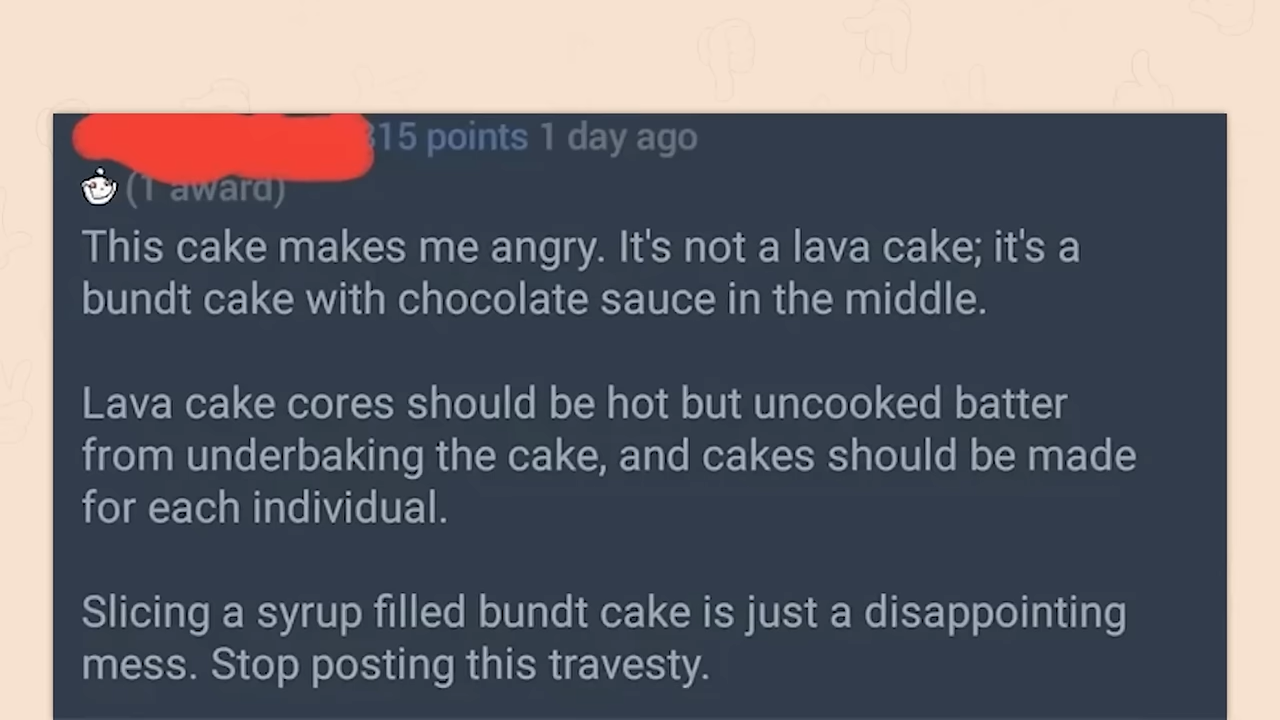 15 points 1 day ago
(1 award)
This cake makes me angry. It's not a lava cake; it's a
bundt cake with chocolate sauce in the middle.
Lava cake cores should be hot but uncooked batter
from underbaking the cake, and cakes should be made
for each individual.
Slicing a syrup filled bundt cake is just a disappointing
mess. Stop posting this travesty.